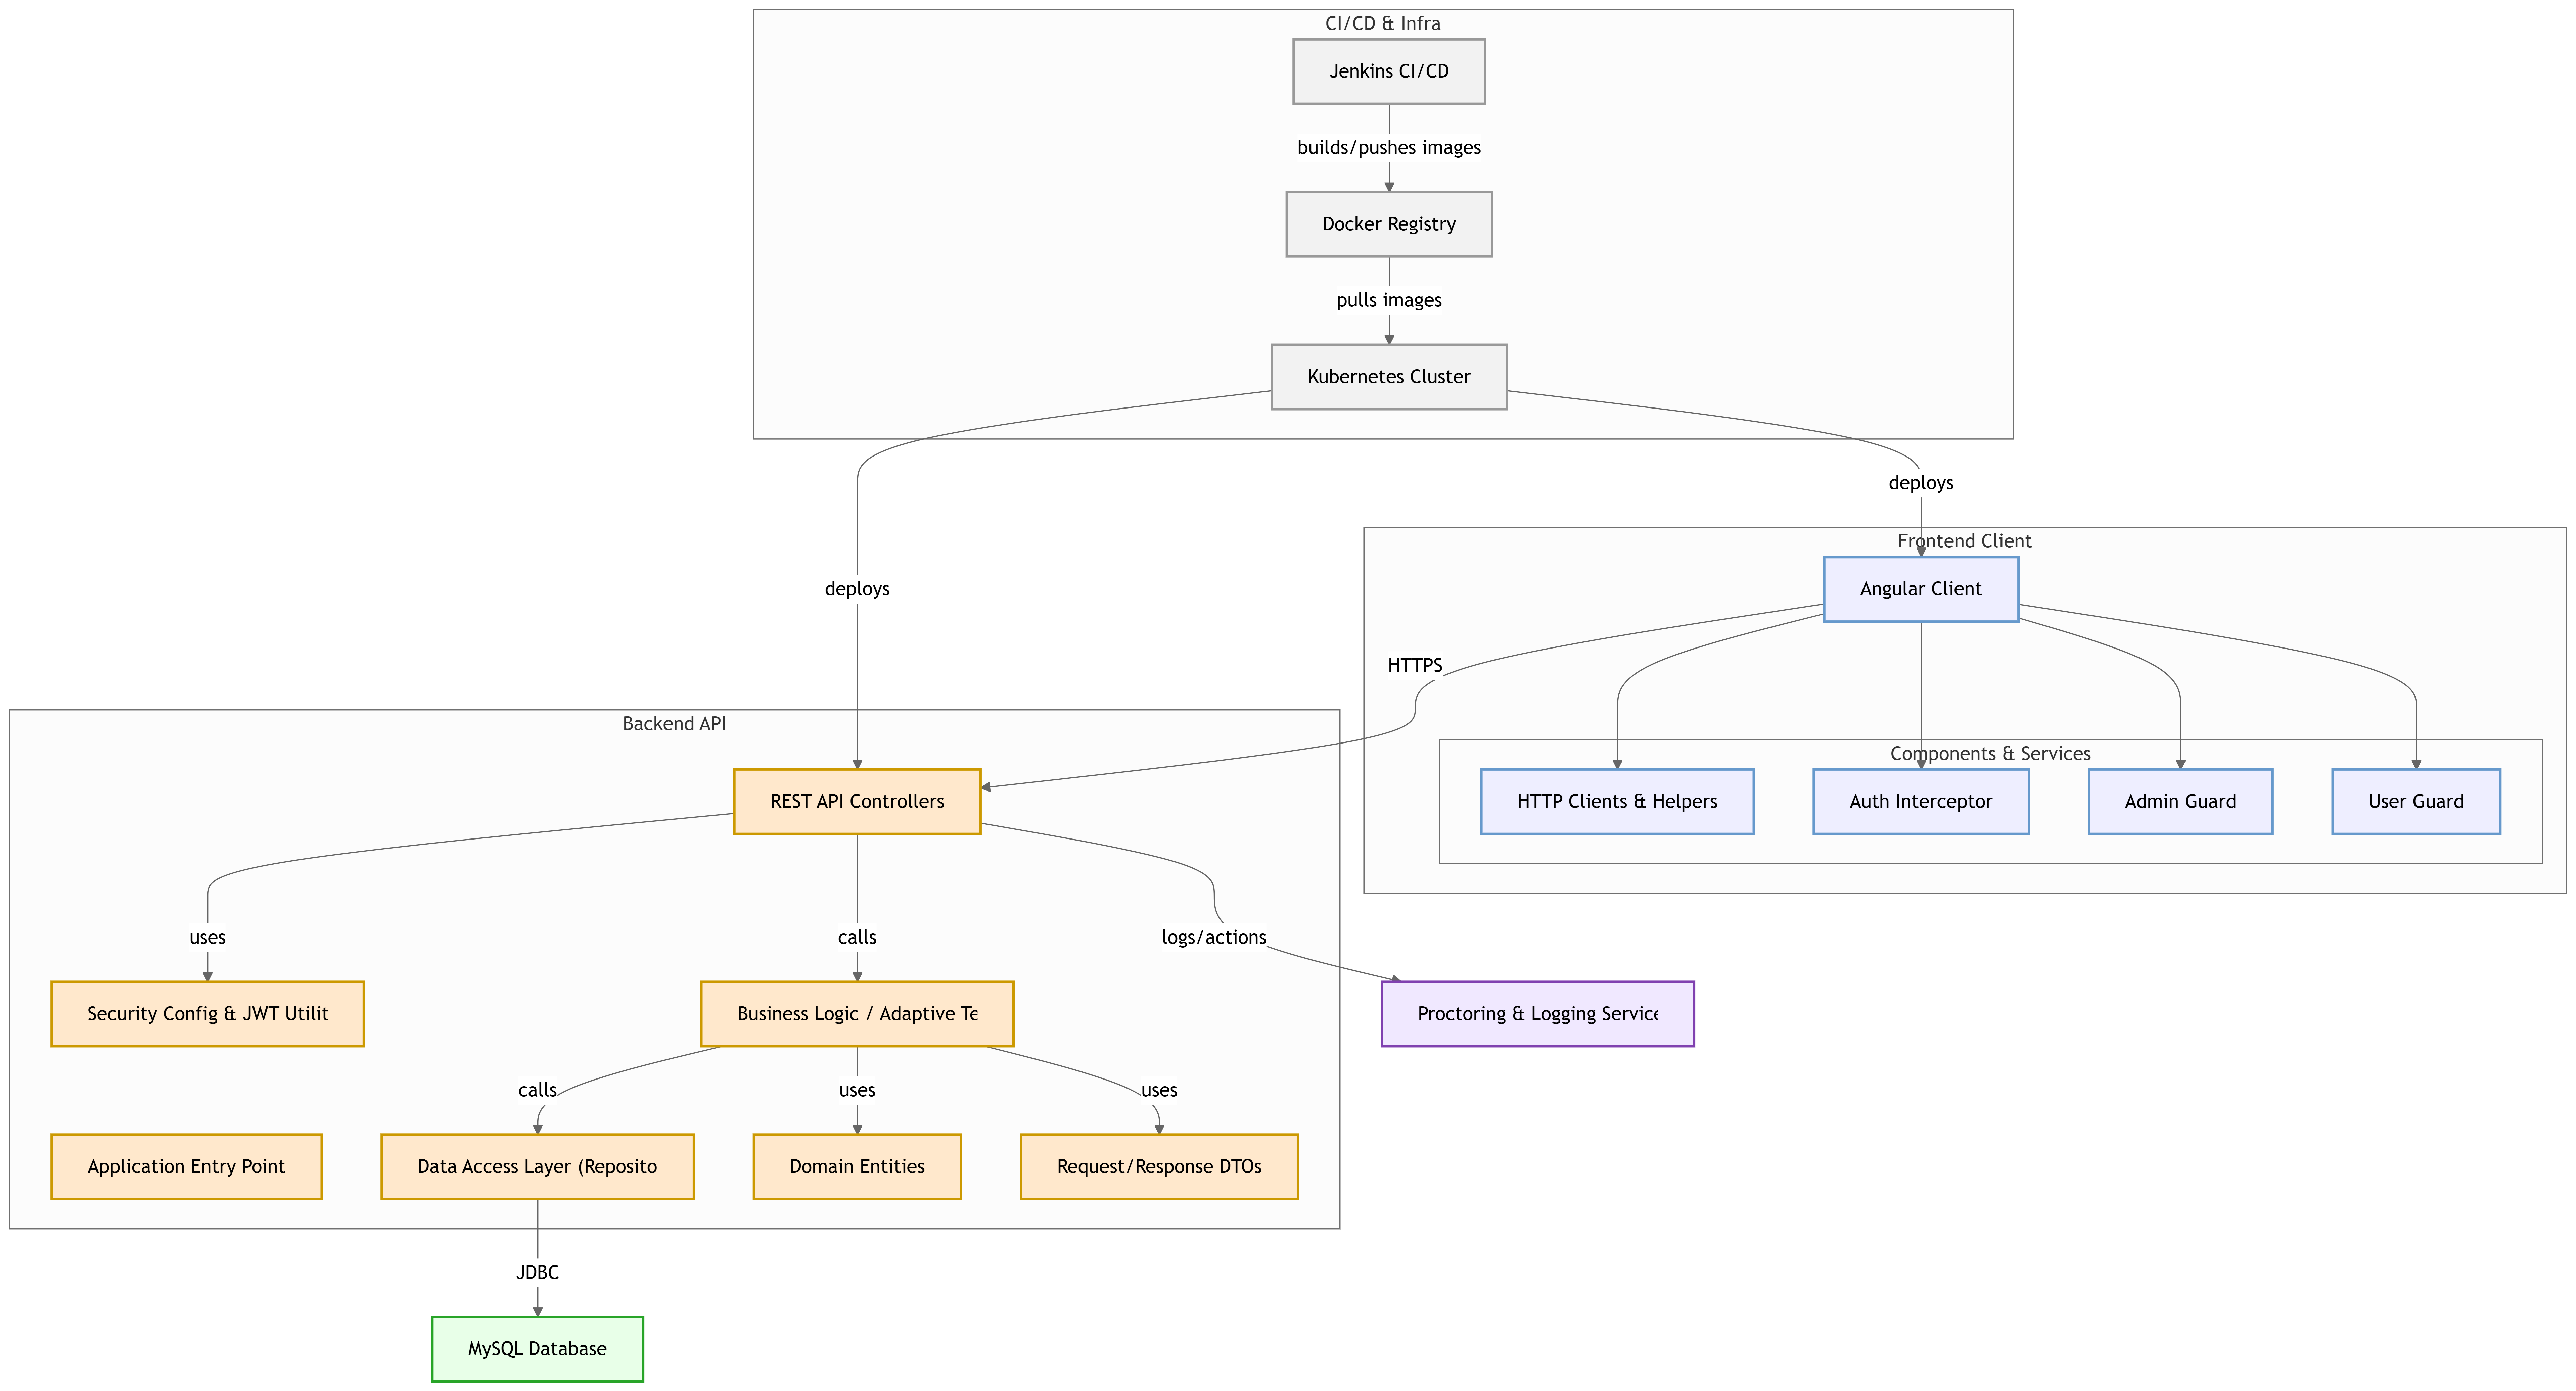 CI/CD & Infra
Jenkins CI/CD
builds/pushes images
Docker Registry
pulls images
Kubernetes Cluster
deploys
Frontend Client
Angular Client
deploys
HTTPS
Backend API
Components & Services
REST API Controllers
HTTP Clients & Helpers
Auth Interceptor
Admin Guard
User Guard
uses
calls
logs/actions
Security Config & JWT Utilit
Business Logic / Adaptive Te
Proctoring & Logging Service
calls
uses
uses
Application Entry Point
Data Access Layer (Reposito
Domain Entities
Request/Response DTOs
JDBC
MySQL Database